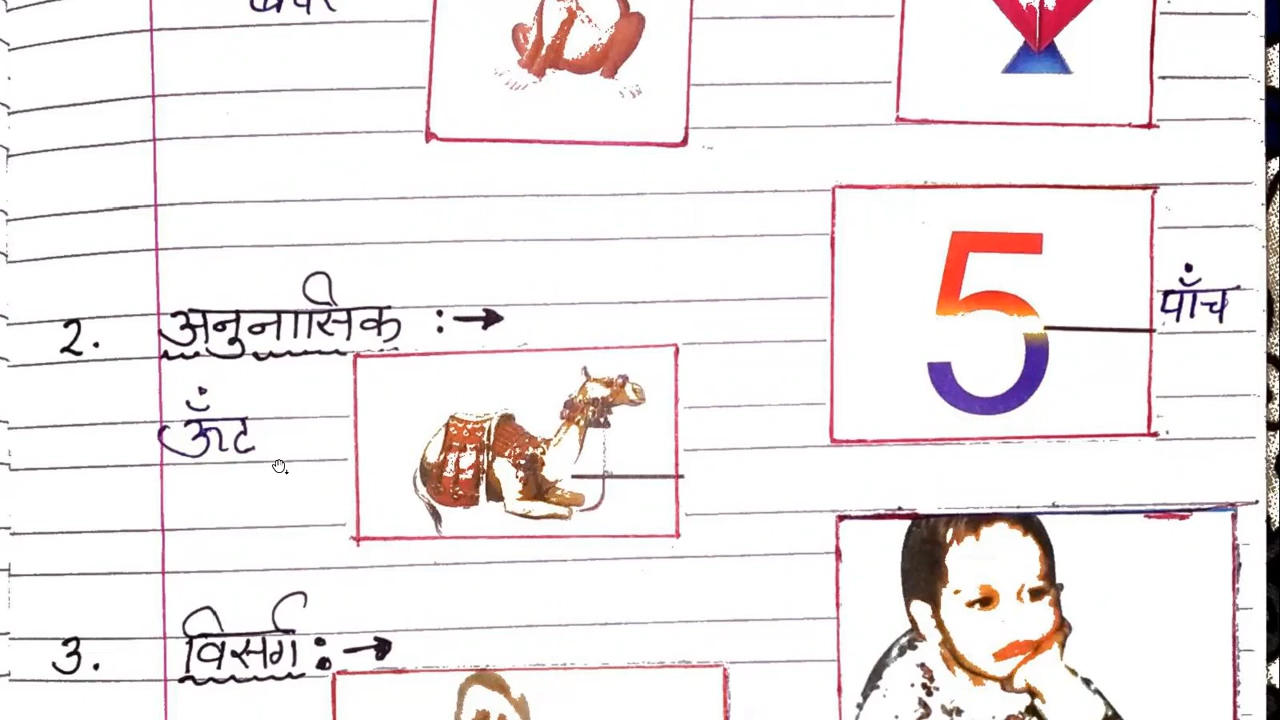 2. अनुनासिक :→
5 पाँच
ऊँट
3. विसर्ग :→